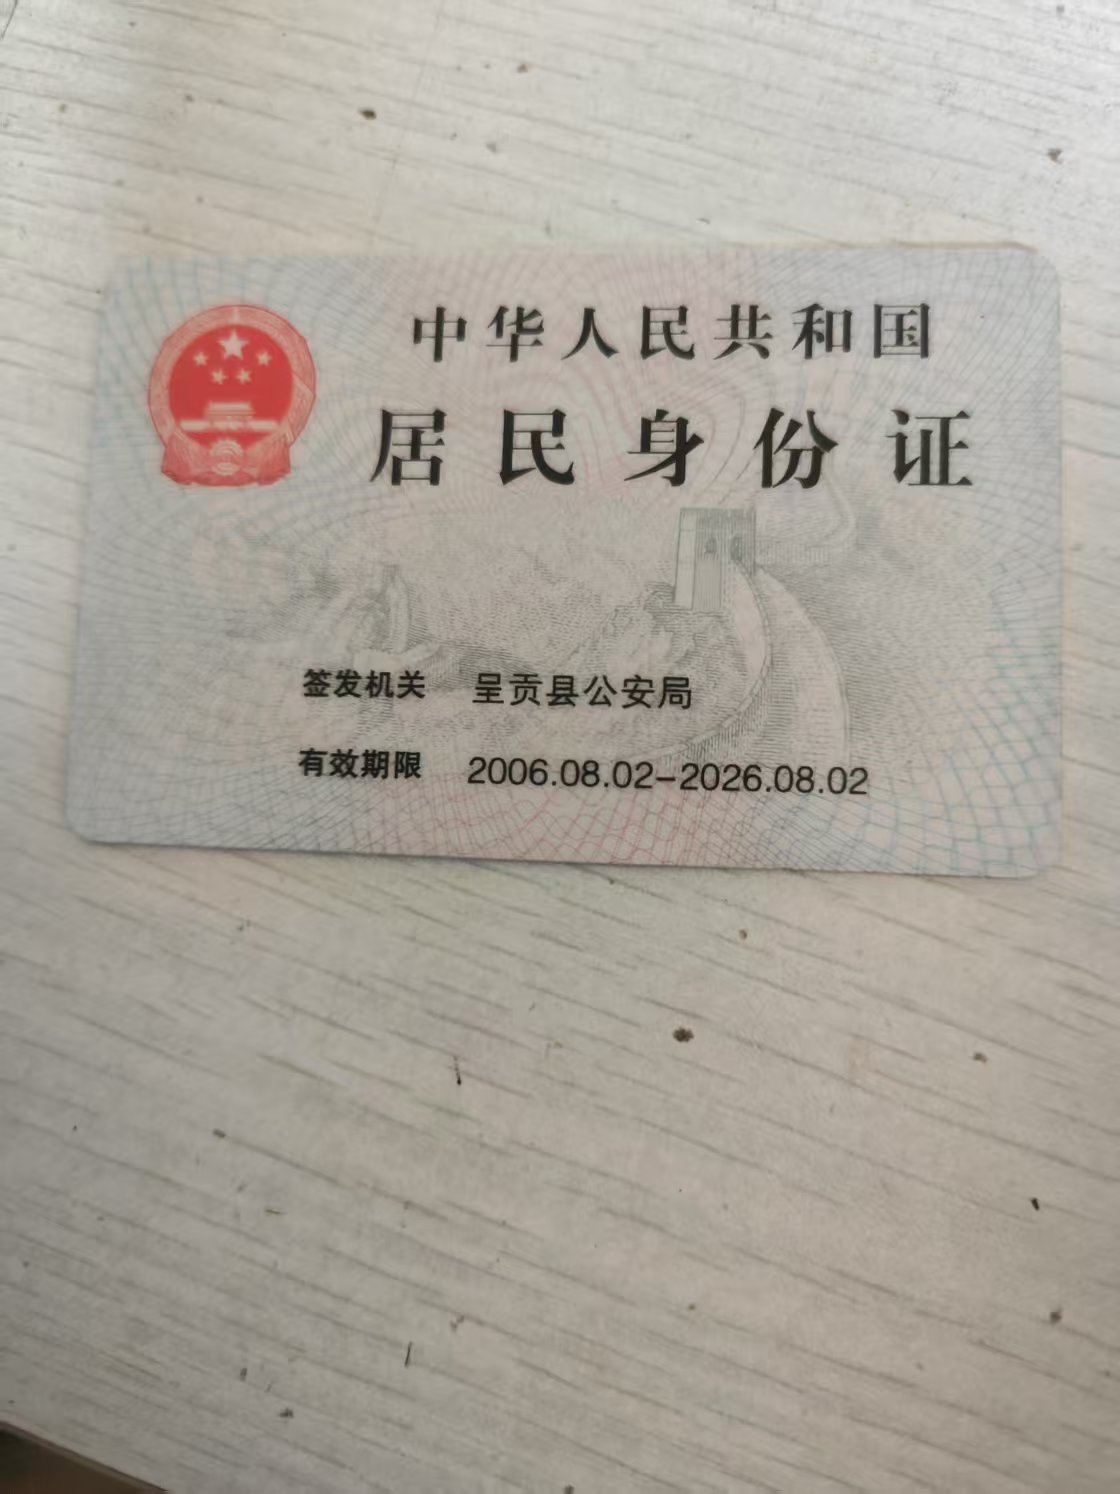 中华人民共和国
居民身份证
签发机关 呈贡县公安局
有效期限 2006.08.02-2026.08.02